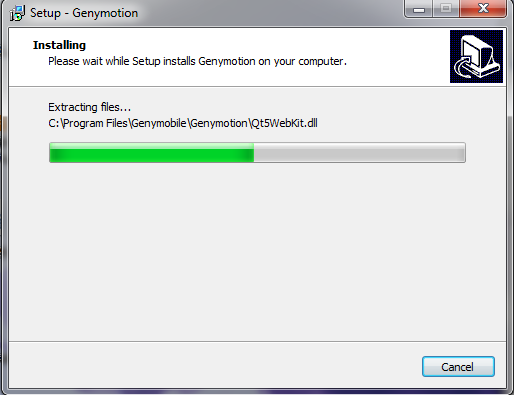 Setup - Genymotion
Installing
Please wait while Setup installs Genymotion on your computer.
Extracting files...
C:\Program Files\Genymobile\Genymotion\Qt5WebKit.dll
Cancel